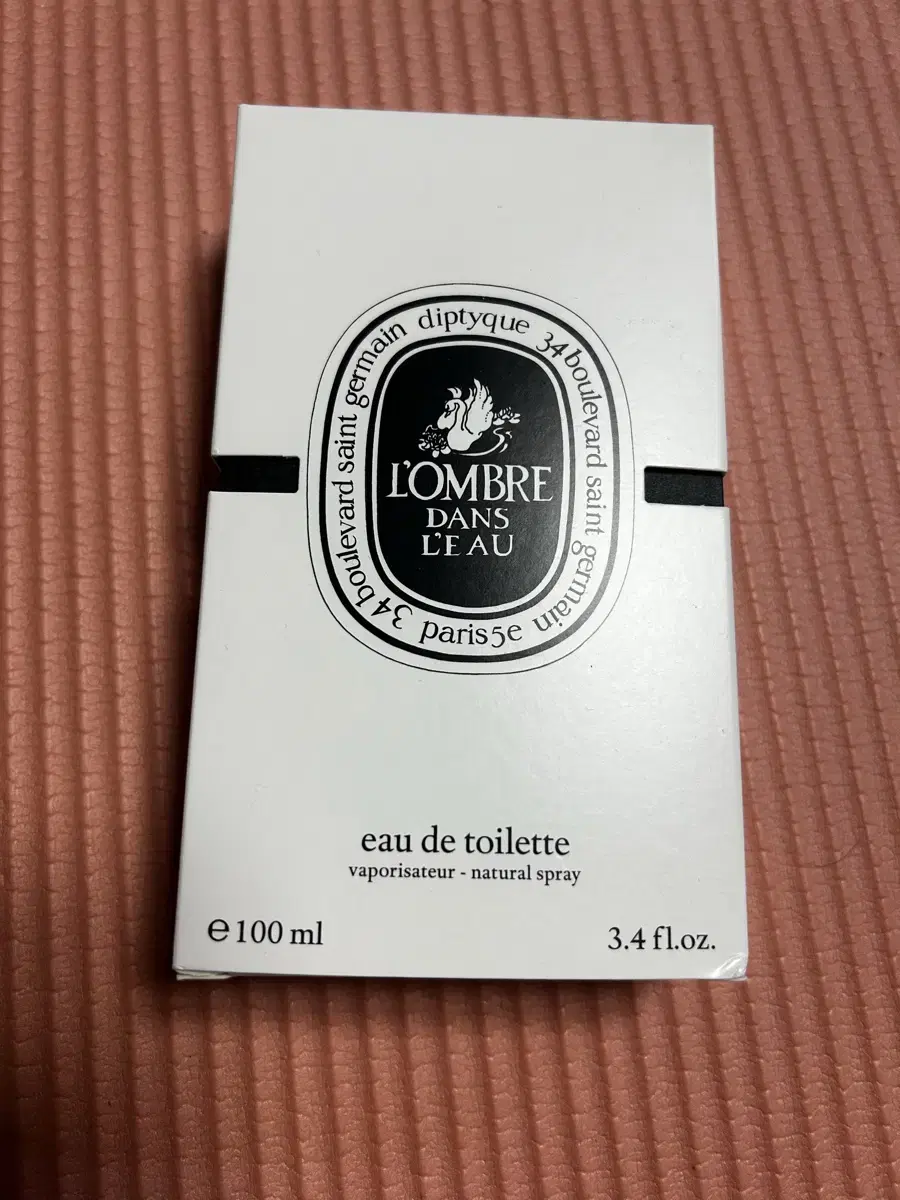 diptyque 34 boulevard saint germain paris5e 34 boulevard saint germain
L'OMBRE
DANS
L'EAU
eau de toilette
vaporisateur - natural spray
℮100 ml
3.4 fl.oz.